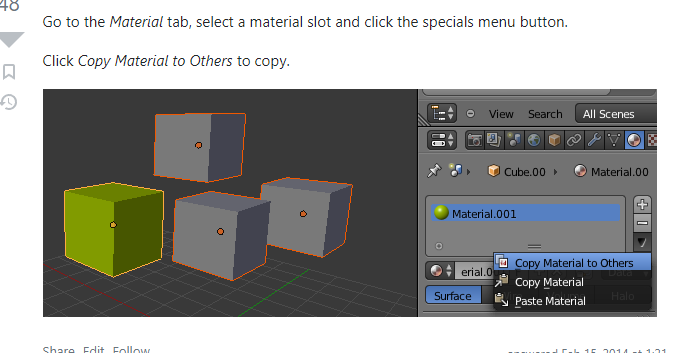 48
Go to the Material tab, select a material slot and click the specials menu button.
Click Copy Material to Others to copy.
View Search All Scenes
Cube.00 Material.00
Material.001
Copy Material to Others
erial.0
Copy Material
Surface Halo
Paste Material
Share Edit Follow
answered Feb 15, 2014 at 1:21